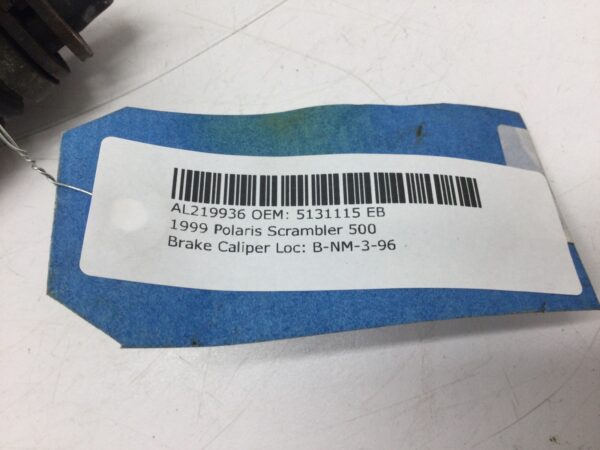 AL219936 OEM: 5131115 EB
1999 Polaris Scrambler 500
Brake Caliper Loc: B-NM-3-96